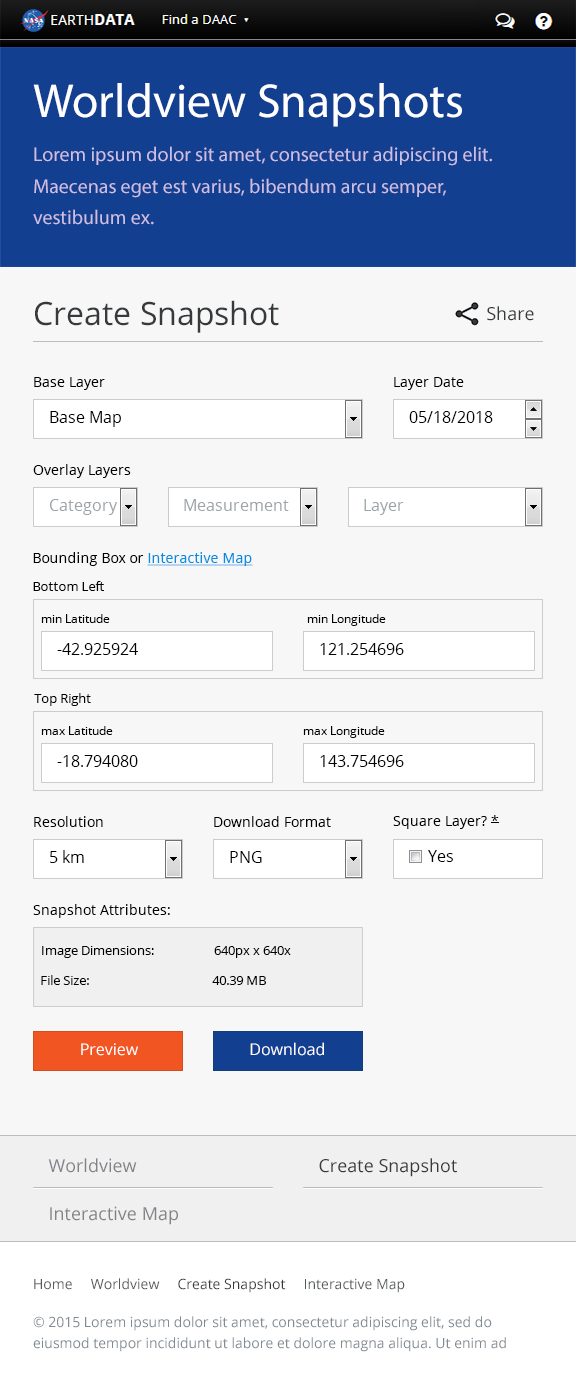 NASA EARTHDATA Find a DAAC ?
Worldview Snapshots
Lorem ipsum dolor sit amet, consectetur adipiscing elit.
Maecenas eget est varius, bibendum arcu semper,
vestibulum ex.
Create Snapshot Share
Base Layer Layer Date
Base Map 05/18/2018
Overlay Layers
Category Measurement Layer
Bounding Box or Interactive Map
Bottom Left
min Latitude min Longitude
-42.925924 121.254696
Top Right
max Latitude max Longitude
-18.794080 143.754696
Resolution Download Format Square Layer? *
5 km PNG Yes
Snapshot Attributes:
Image Dimensions: 640px x 640x
File Size: 40.39 MB
Preview Download
Worldview Create Snapshot
Interactive Map
Home Worldview Create Snapshot Interactive Map
© 2015 Lorem ipsum dolor sit amet, consectetur adipiscing elit, sed do
eiusmod tempor incididunt ut labore et dolore magna aliqua. Ut enim ad